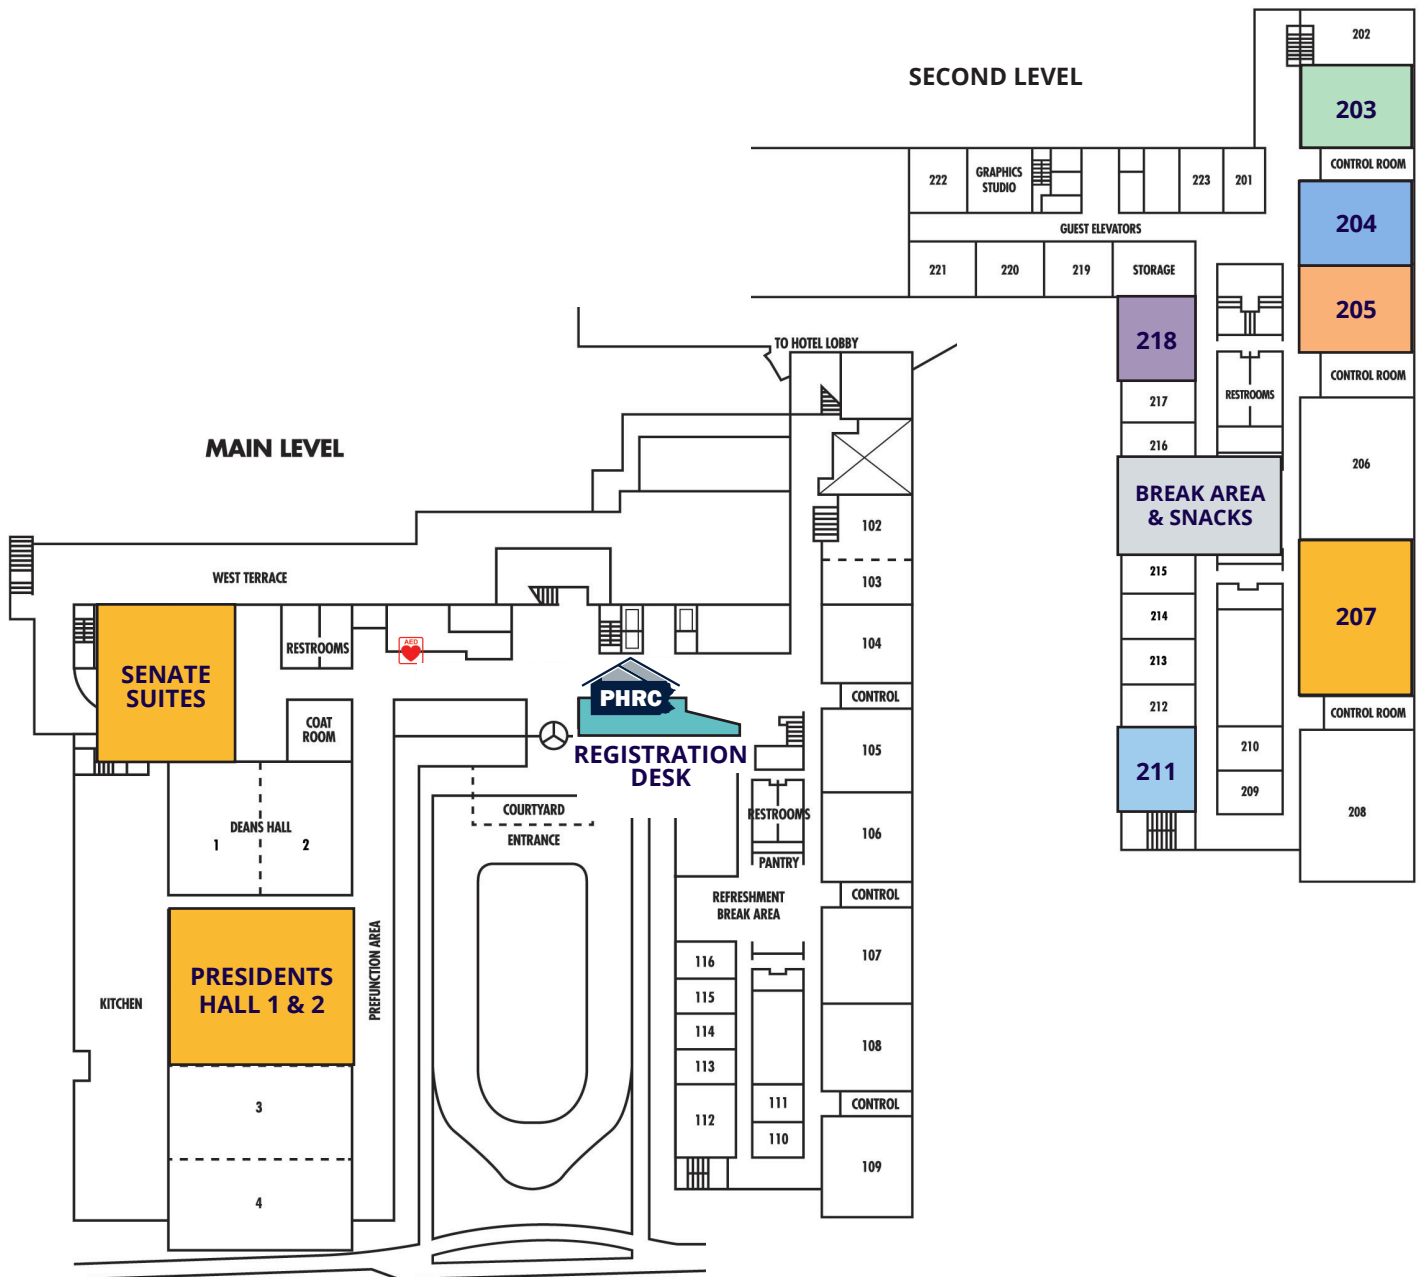 SECOND LEVEL
202
203
CONTROL ROOM
222
GRAPHICS
STUDIO
223
201
204
GUEST ELEVATORS
221
220
219
STORAGE
205
218
CONTROL ROOM
217
RESTROOMS
216
206
BREAK AREA
& SNACKS
215
214
207
213
212
CONTROL ROOM
210
211
209
208
TO HOTEL LOBBY
MAIN LEVEL
102
WEST TERRACE
103
RESTROOMS
AED
104
SENATE
SUITES
PHRC
CONTROL
COAT
ROOM
REGISTRATION
DESK
105
COURTYARD
RESTROOMS
DEANS HALL
1
2
ENTRANCE
106
PANTRY
REFRESHMENT
BREAK AREA
CONTROL
PREFUNCTION AREA
PRESIDENTS
HALL 1 & 2
KITCHEN
116
107
115
114
108
113
3
111
CONTROL
112
110
109
4